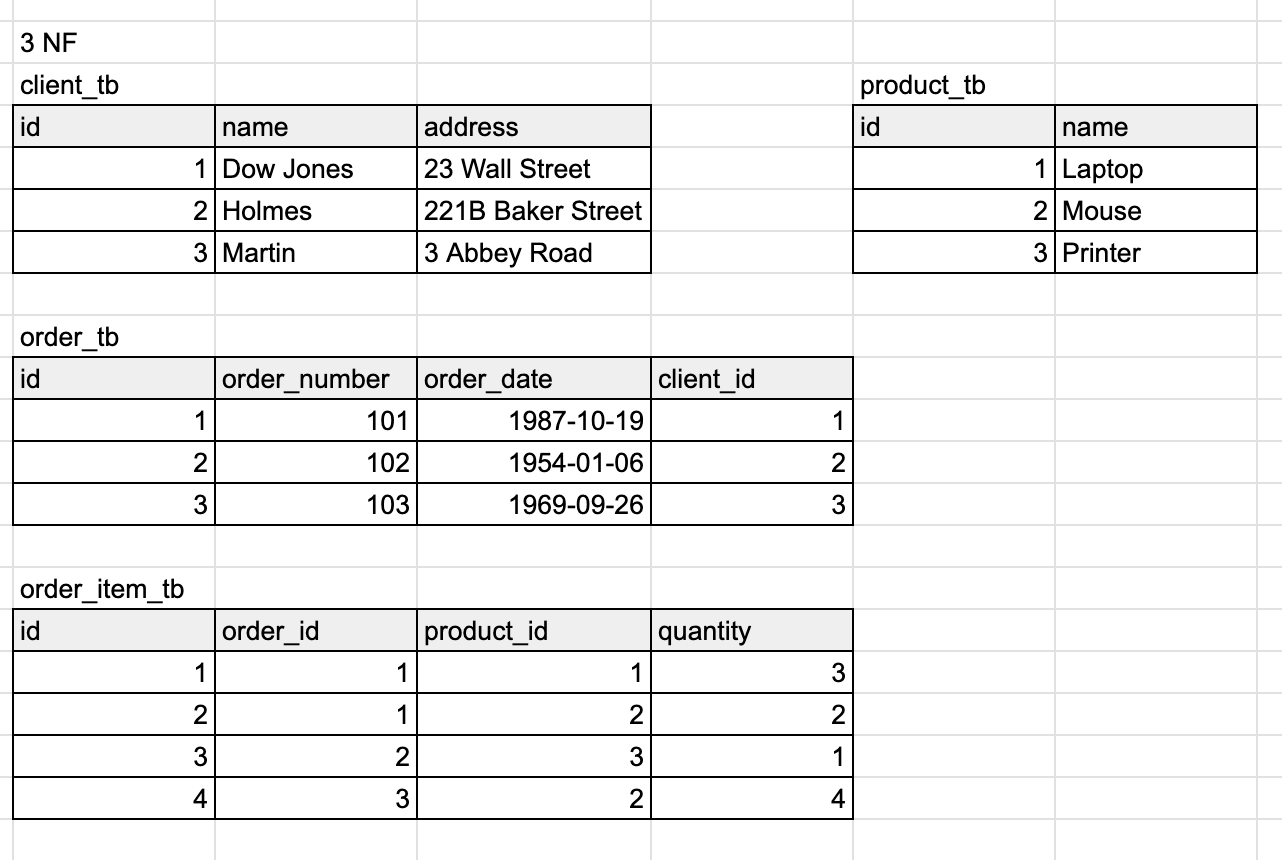 3 NF
client_tb product_tb
id name address id name
1 Dow Jones 23 Wall Street 1 Laptop
2 Holmes 221B Baker Street 2 Mouse
3 Martin 3 Abbey Road 3 Printer
order_tb
id order_number order_date client_id
1 101 1987-10-19 1
2 102 1954-01-06 2
3 103 1969-09-26 3
order_item_tb
id order_id product_id quantity
1 1 1 3
2 1 2 2
3 2 3 1
4 3 2 4